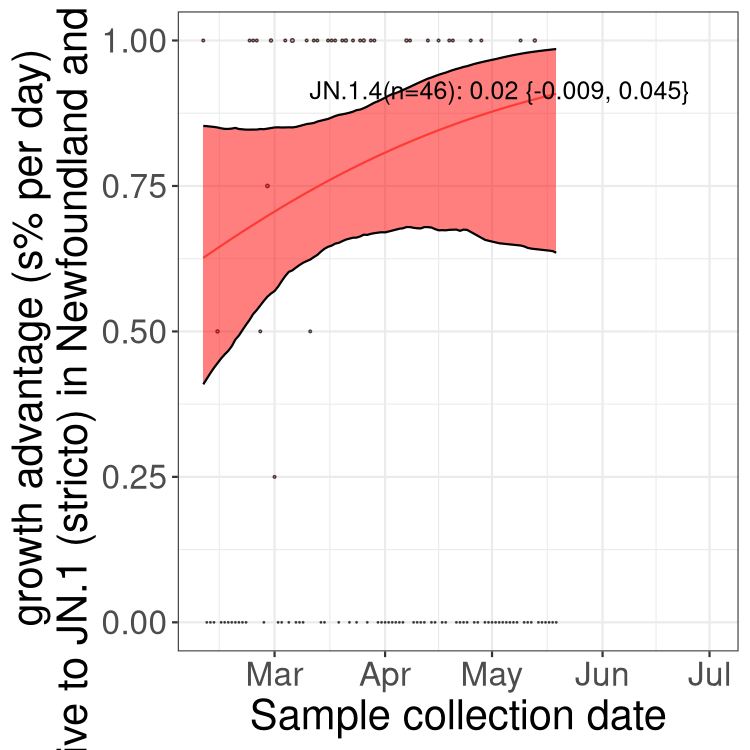 growth advantage (s% per day)
ive to JN.1 (stricto) in Newfoundland and
1.00
0.75
0.50
0.25
0.00
JN.1.4(n=46): 0.02 {-0.009, 0.045}
Mar Apr May Jun Jul
Sample collection date